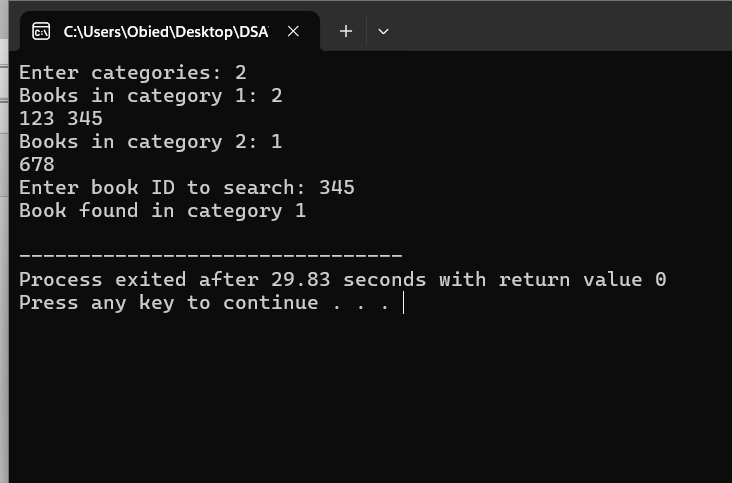 C:\Users\Obied\Desktop\DSA
Enter categories: 2
Books in category 1: 2
123 345
Books in category 2: 1
678
Enter book ID to search: 345
Book found in category 1
--------------------------------
Process exited after 29.83 seconds with return value 0
Press any key to continue . . .